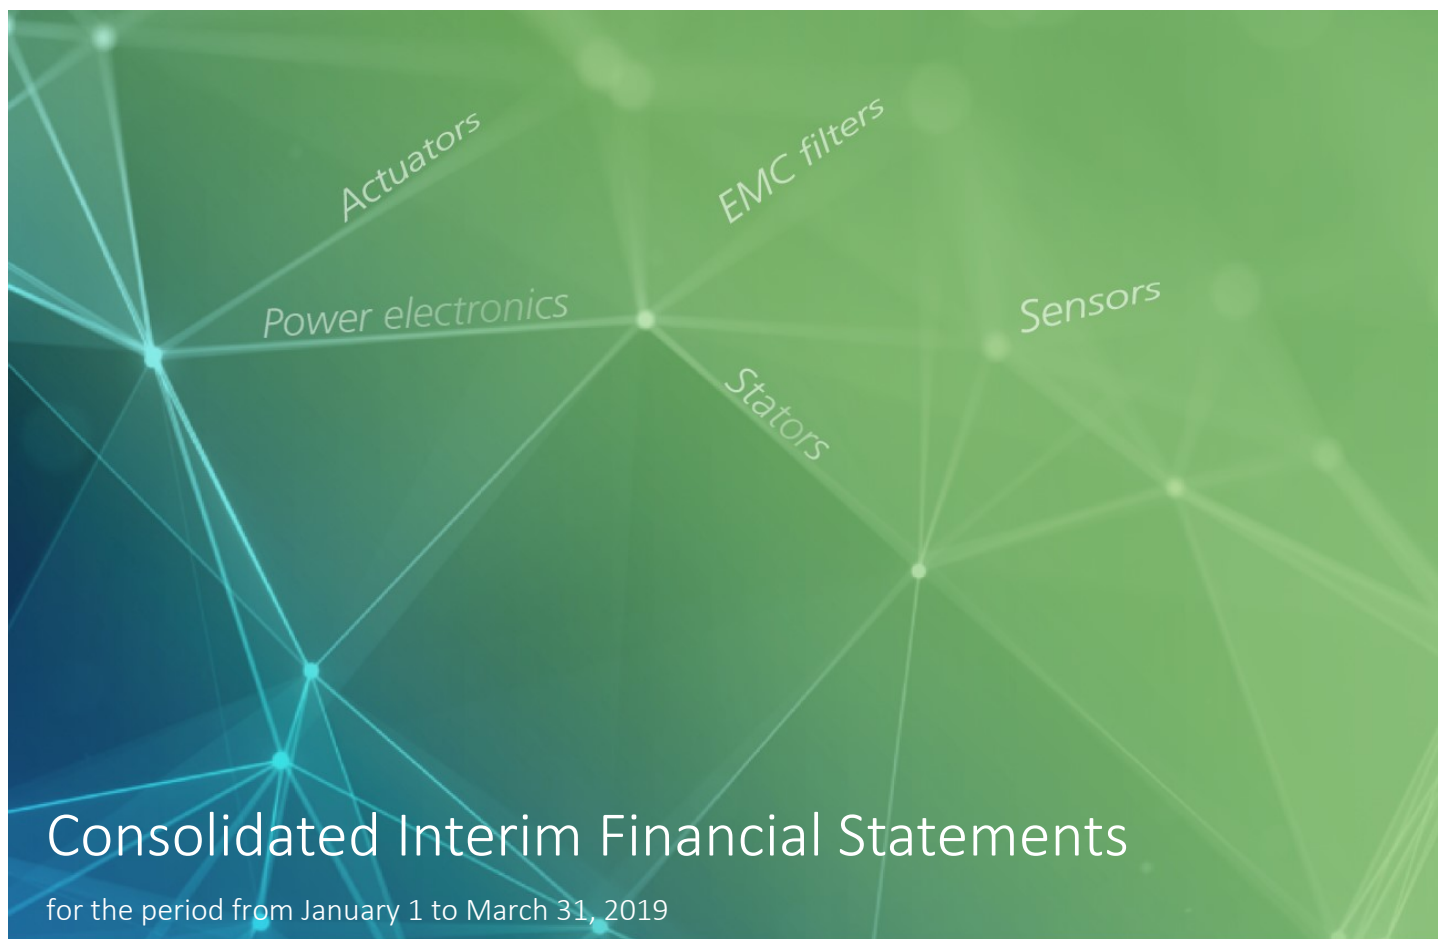 Actuators
EMC filters
Power electronics
Sensors
Stators
Consolidated Interim Financial Statements
for the period from January 1 to March 31, 2019